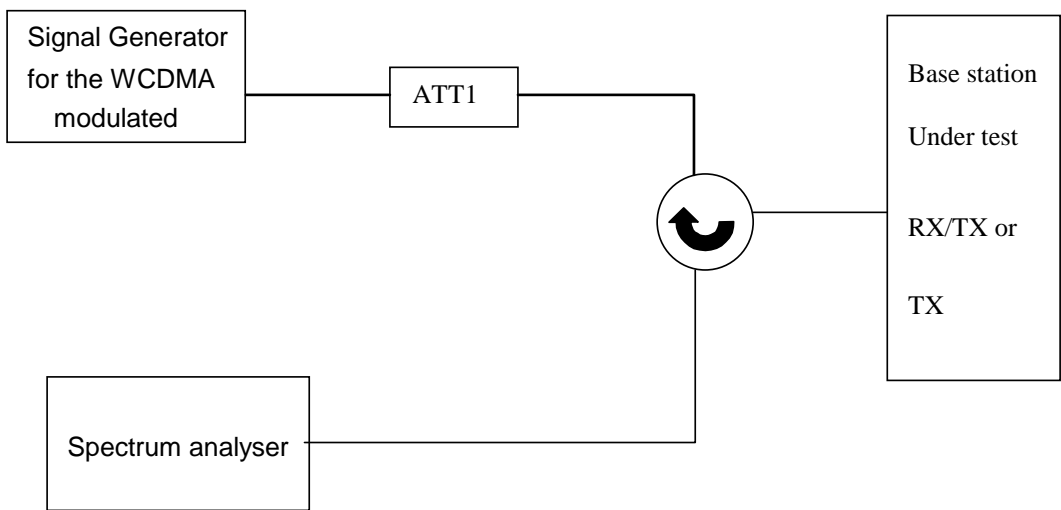 Signal Generator
for the WCDMA
modulated
ATT1
Base station
Under test
RX/TX or
TX
Spectrum analyser